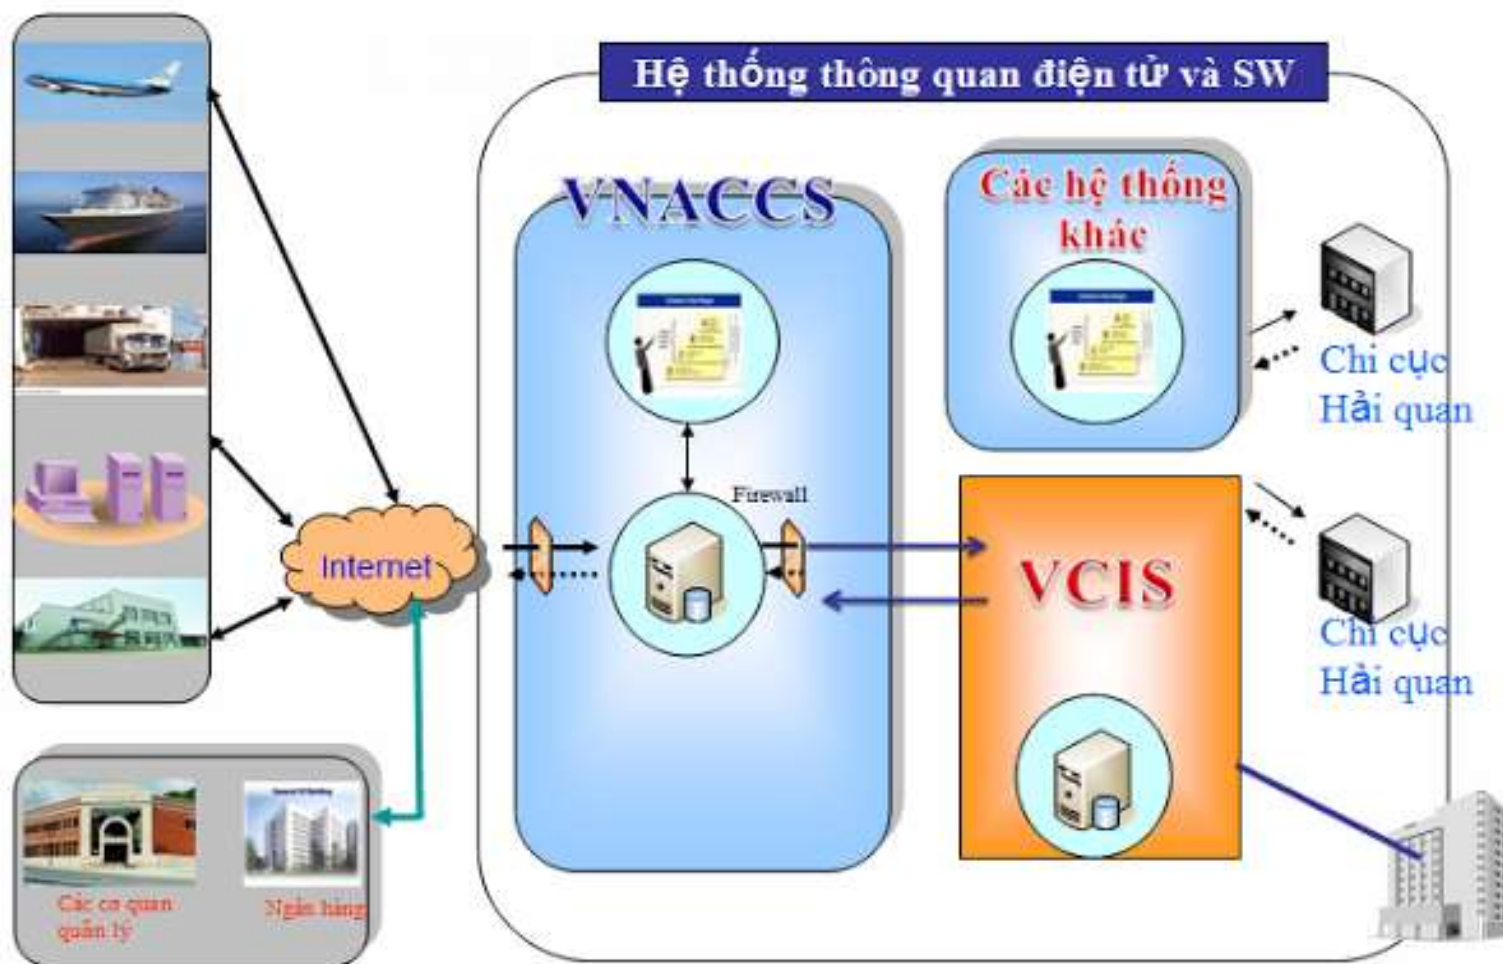 Hệ thống thông quan điện tử và SW
VNACCS
Các hệ thống
khác
Chi cục
Hải quan
Firewall
Internet
VCIS
Chi cục
Hải quan
Các cơ quan
quản lý
Ngân hàng